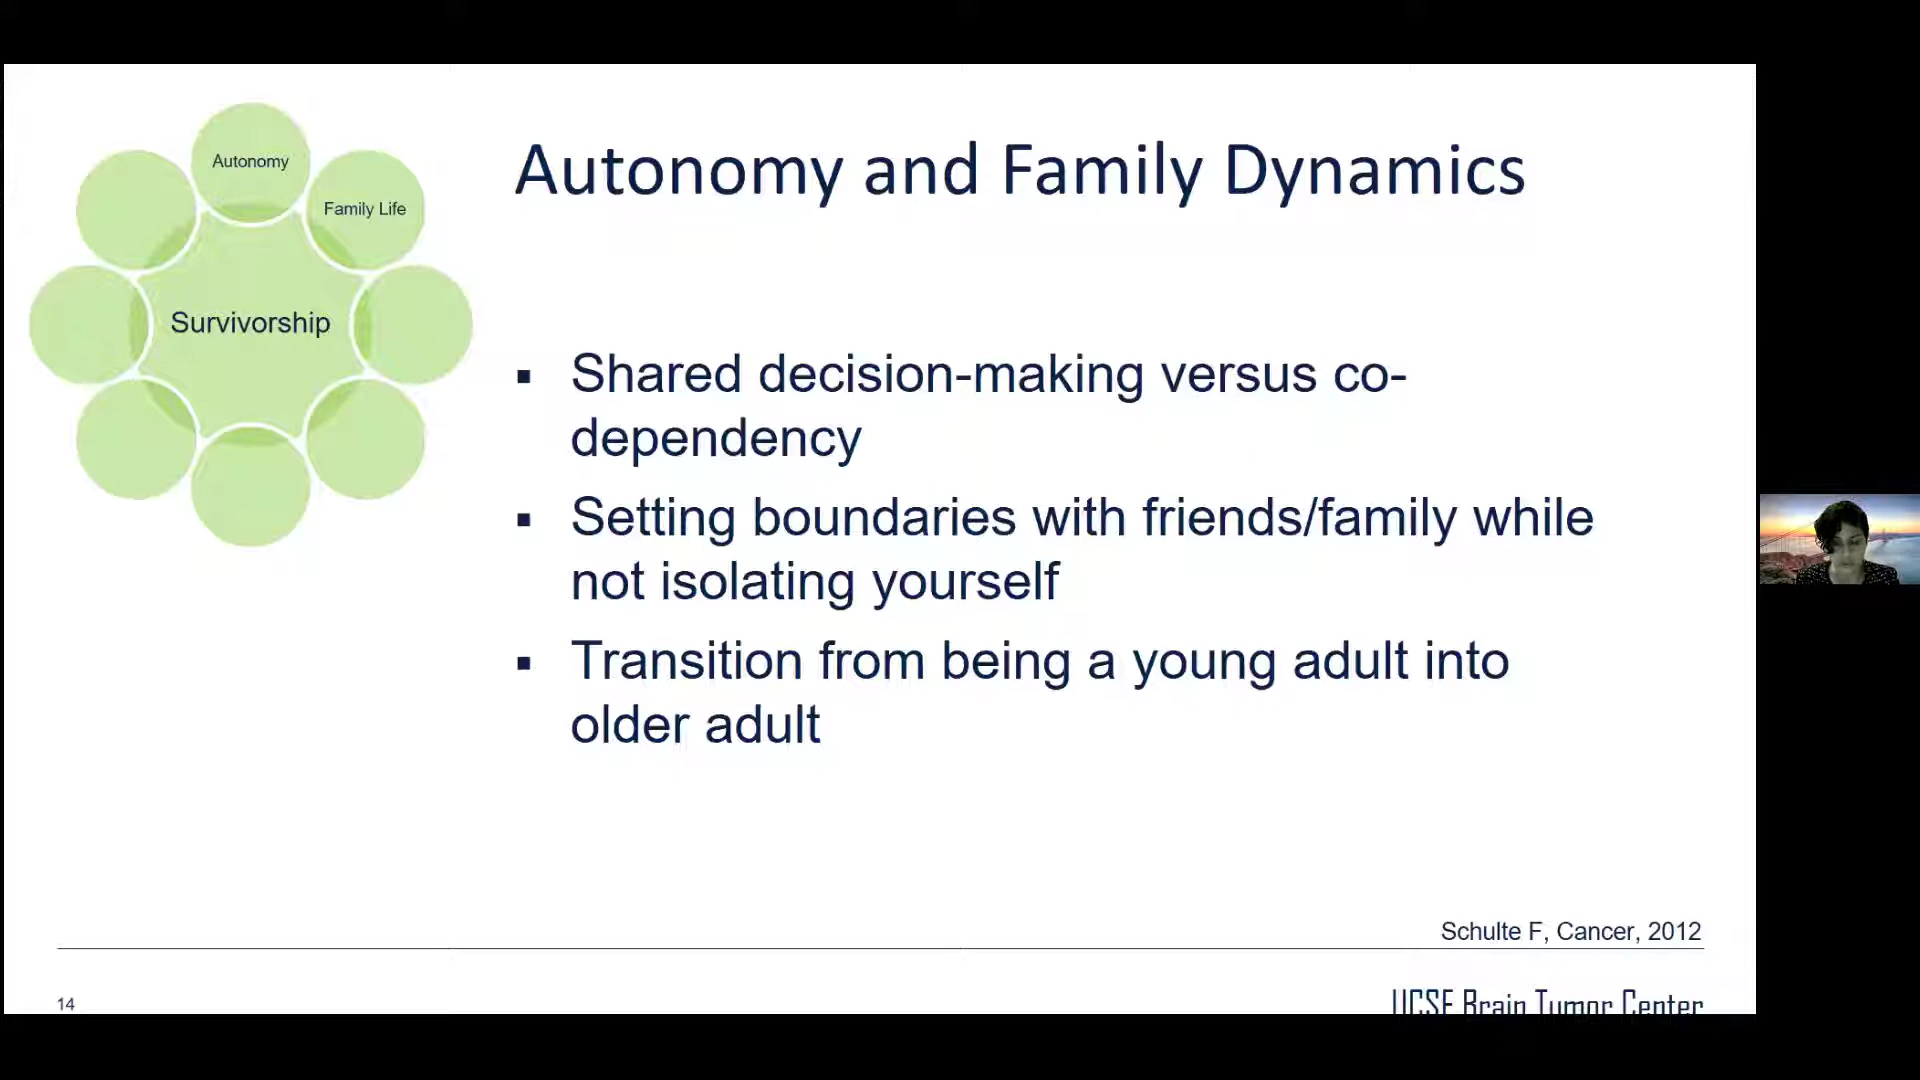 Autonomy
Family Life
Survivorship
Autonomy and Family Dynamics
▪ Shared decision-making versus co-
dependency
▪ Setting boundaries with friends/family while
not isolating yourself
▪ Transition from being a young adult into
older adult
Schulte F, Cancer, 2012
14
UCSF Brain Tumor Center